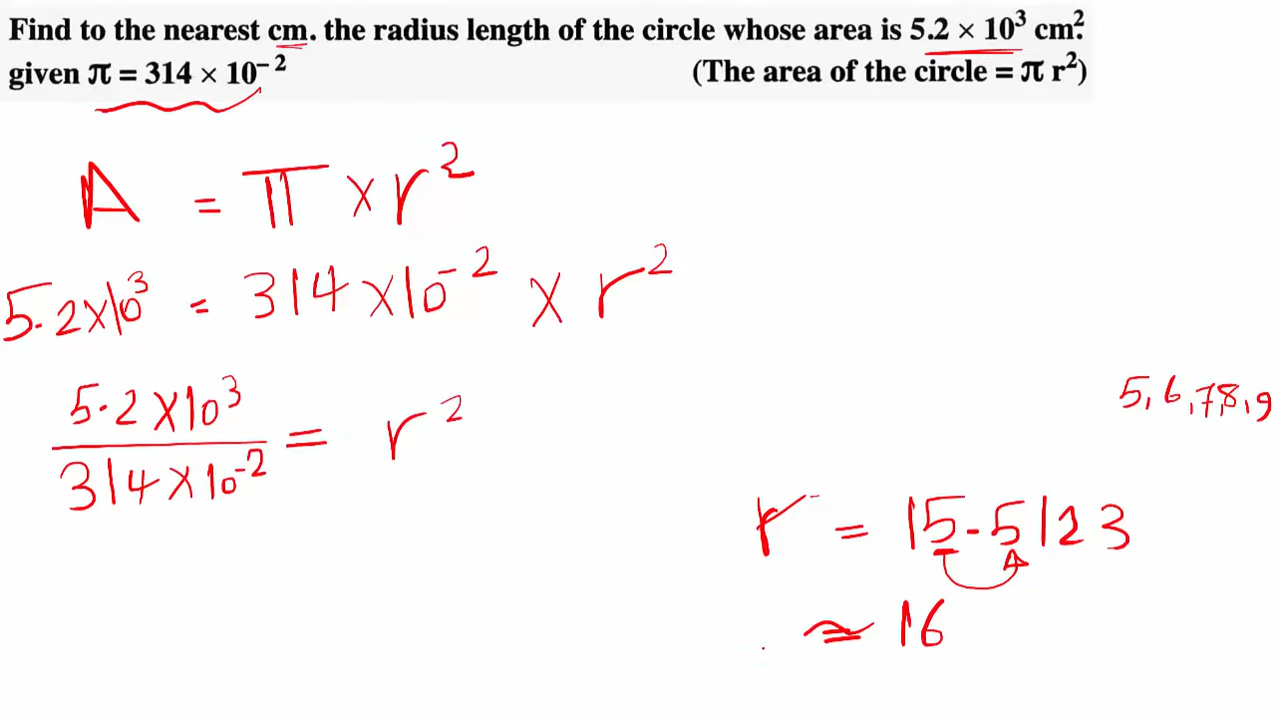 Find to the nearest cm. the radius length of the circle whose area is 5.2 × 10³ cm².
given π = 314 × 10⁻² (The area of the circle = π r²)
A = π × r²
5.2×10³ = 314×10⁻² × r²
5.2×10³ / 314×10⁻² = r²
5, 6, 7, 8, 9
r = 15.5123
≈ 16